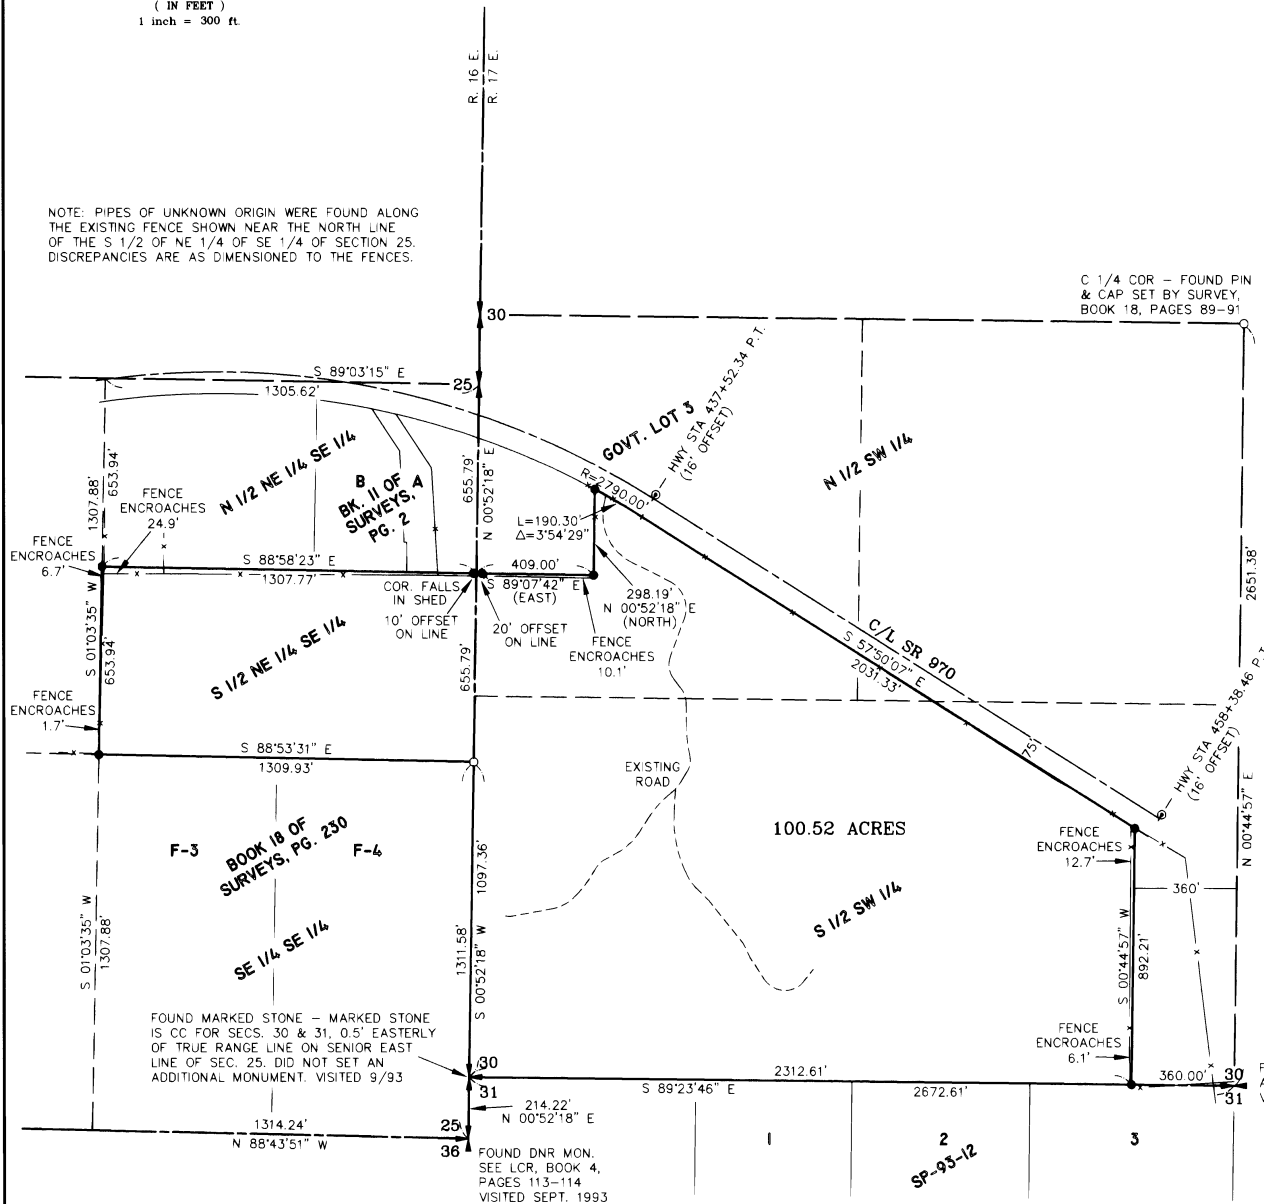 ( IN FEET )
1 inch = 300 ft.
R. 16 E.
R. 17 E.
NOTE: PIPES OF UNKNOWN ORIGIN WERE FOUND ALONG
THE EXISTING FENCE SHOWN NEAR THE NORTH LINE
OF THE S 1/2 OF NE 1/4 OF SE 1/4 OF SECTION 25.
DISCREPANCIES ARE AS DIMENSIONED TO THE FENCES.
C 1/4 COR – FOUND PIN
& CAP SET BY SURVEY,
BOOK 18, PAGES 89-91
30
25
S 89°03'15" E
1305.62'
HWY STA 437+52.34 P.T.
(16' OFFSET)
GOVT. LOT 3
N 1/2 SW 1/4
N 1/2 NE 1/4 SE 1/4
B
BK. 11 OF
SURVEYS,
PG. 2
A
655.79'
N 00°52'18" E
R=2790.00'
L=190.30'
Δ=3°54'29"
1307.88'
653.94'
FENCE
ENCROACHES
24.9'
FENCE
ENCROACHES
6.7'
S 88°58'23" E
1307.77'
409.00'
S 89°07'42" E
(EAST)
298.19'
N 00°52'18" E
(NORTH)
COR. FALLS
IN SHED
10' OFFSET
ON LINE
20' OFFSET
ON LINE
FENCE
ENCROACHES
10.1'
2651.38'
S 01°03'35" W
653.94'
S 1/2 NE 1/4 SE 1/4
655.79'
C/L SR 970
S 57°50'07" E
2031.33'
75'
HWY STA 458+38.46 P.T.
(16' OFFSET)
FENCE
ENCROACHES
1.7'
S 88°53'31" E
1309.93'
EXISTING
ROAD
100.52 ACRES
N 00°44'57" E
F-3
BOOK 18 OF
SURVEYS, PG. 230
F-4
FENCE
ENCROACHES
12.7'
360'
1097.36'
S 1/2 SW 1/4
SE 1/4 SE 1/4
S 01°03'35" W
1307.88'
1311.58'
S 00°52'18" W
S 00°44'57" W
892.21'
FOUND MARKED STONE – MARKED STONE
IS CC FOR SECS. 30 & 31, 0.5' EASTERLY
OF TRUE RANGE LINE ON SENIOR EAST
LINE OF SEC. 25. DID NOT SET AN
ADDITIONAL MONUMENT. VISITED 9/93
FENCE
ENCROACHES
6.1'
30
31
2312.61'
S 89°23'46" E
2672.61'
360.00'
30
31
214.22'
N 00°52'18" E
1314.24'
N 88°43'51" W
25
36
1
2
3
SP-93-12
FOUND DNR MON.
SEE LCR, BOOK 4,
PAGES 113-114
VISITED SEPT. 1993